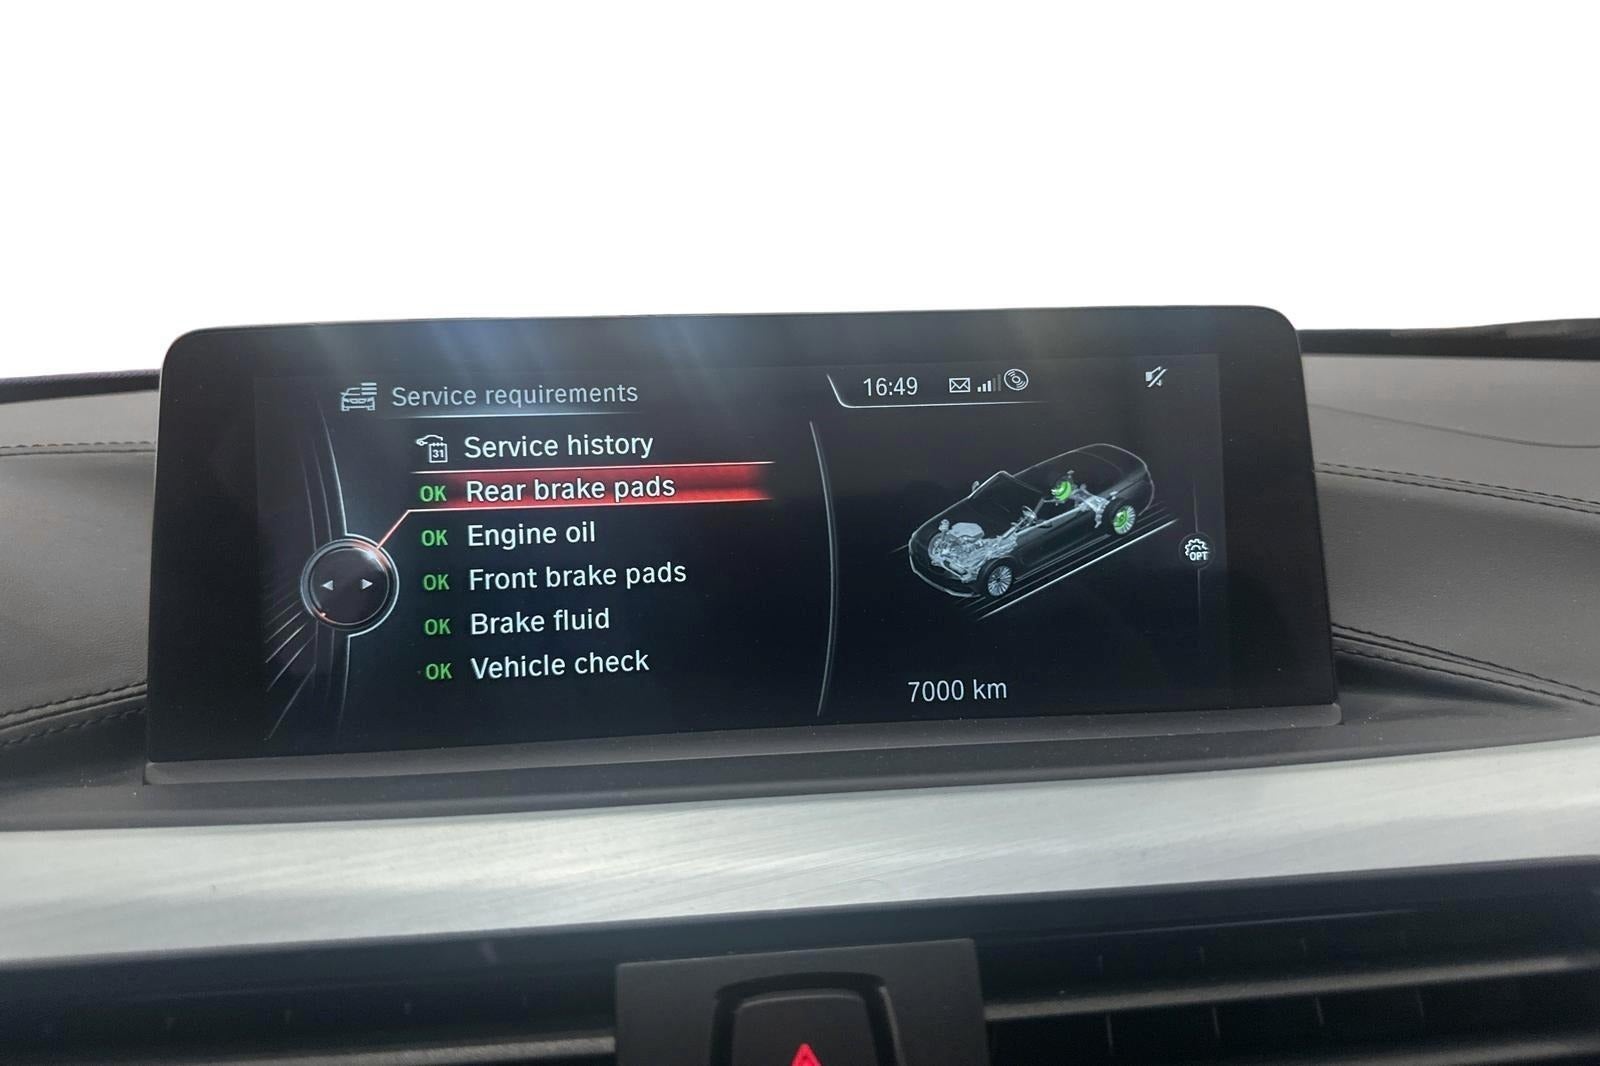 Service requirements
16:49
31 Service history
OK Rear brake pads
OK Engine oil
OK Front brake pads
OK Brake fluid
OK Vehicle check
OPT
7000 km